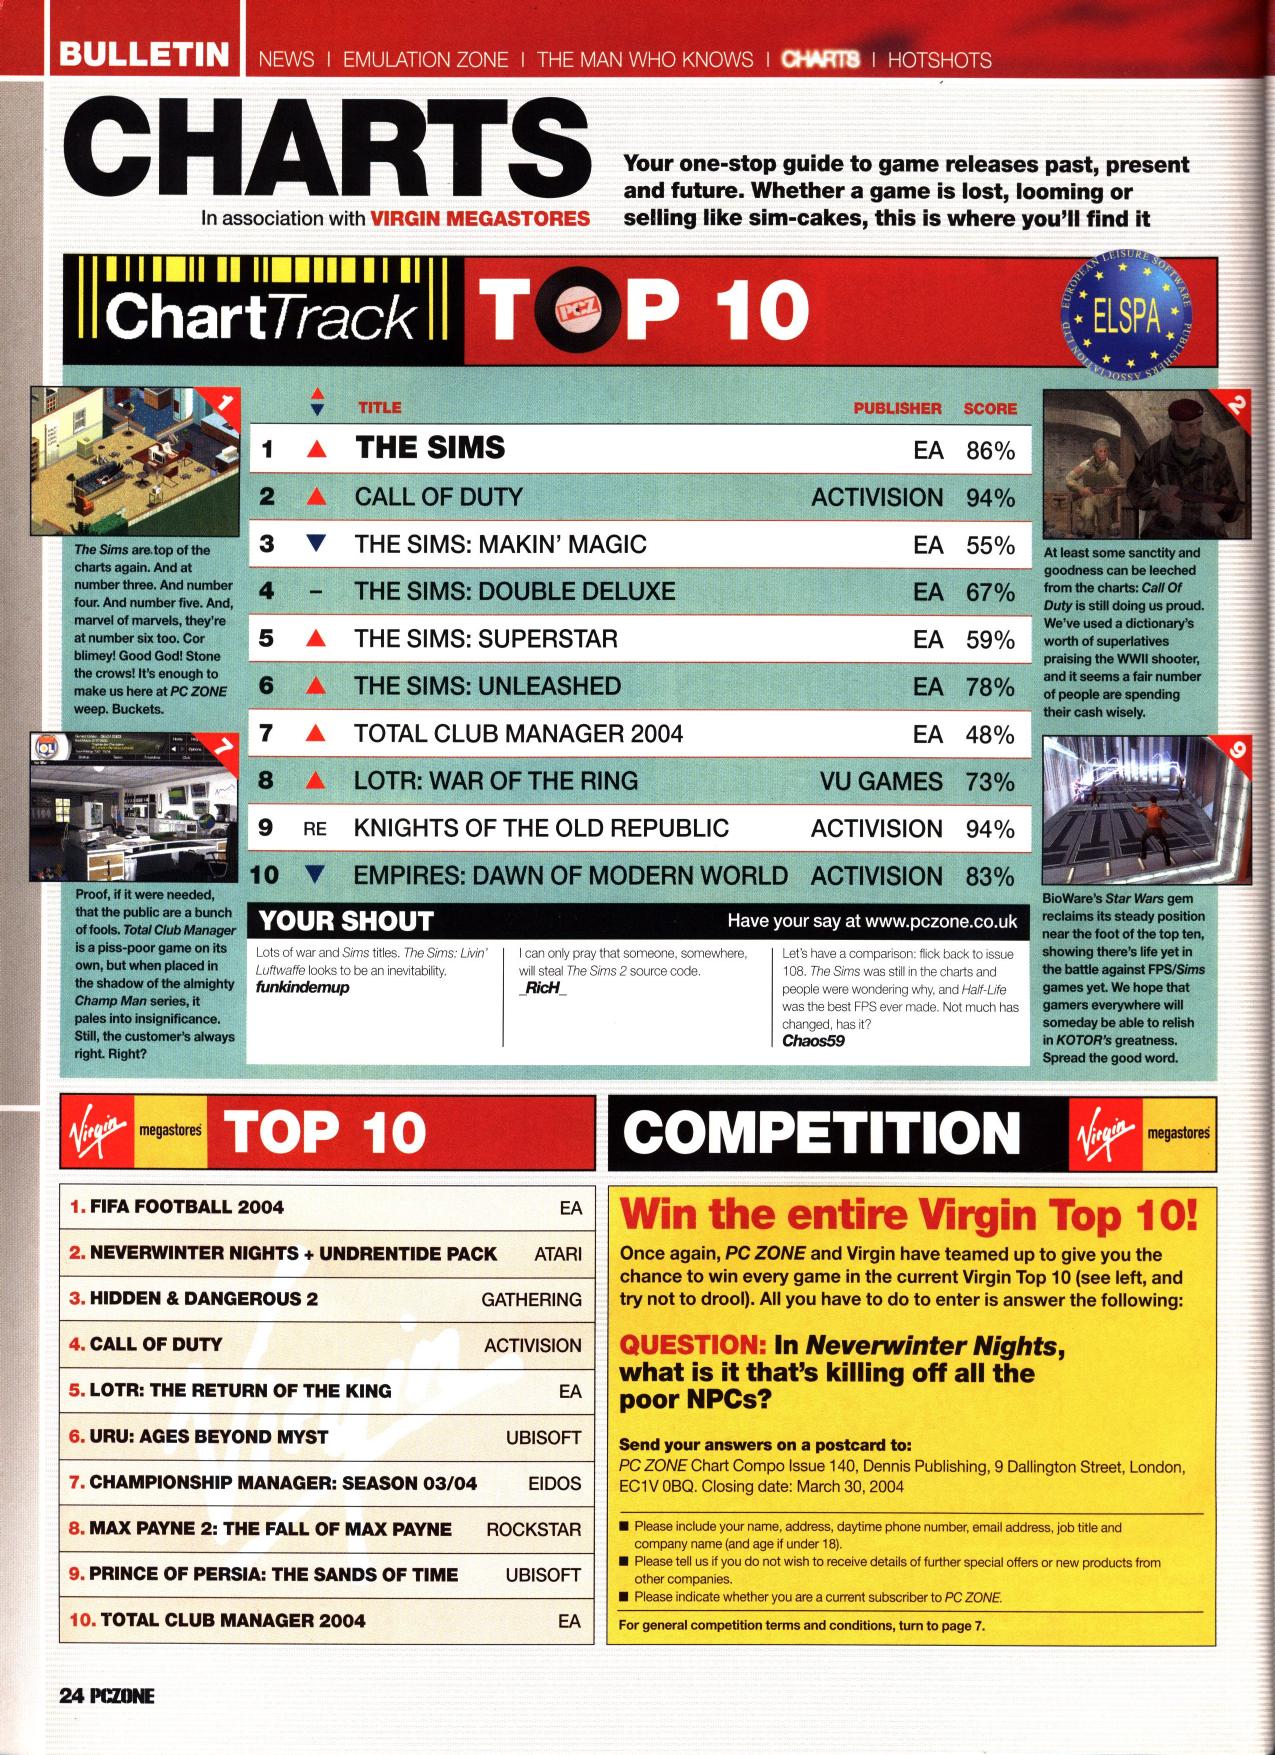 BULLETIN
NEWS | EMULATION ZONE | THE MAN WHO KNOWS | CHARTS | HOTSHOTS
CHARTS
In association with VIRGIN MEGASTORES
Your one-stop guide to game releases past, present
and future. Whether a game is lost, looming or
selling like sim-cakes, this is where you'll find it
ChartTrack
TOP 10
PCZ
EUROPEAN LEISURE SOFTWARE PUBLISHERS ASSOCIATION LTD
ELSPA
TITLE PUBLISHER SCORE
1 ▲ THE SIMS EA 86%
2 ▲ CALL OF DUTY ACTIVISION 94%
3 ▼ THE SIMS: MAKIN' MAGIC EA 55%
4 – THE SIMS: DOUBLE DELUXE EA 67%
5 ▲ THE SIMS: SUPERSTAR EA 59%
6 ▲ THE SIMS: UNLEASHED EA 78%
7 ▲ TOTAL CLUB MANAGER 2004 EA 48%
8 ▲ LOTR: WAR OF THE RING VU GAMES 73%
9 RE KNIGHTS OF THE OLD REPUBLIC ACTIVISION 94%
10 ▼ EMPIRES: DAWN OF MODERN WORLD ACTIVISION 83%
1
The Sims are top of the
charts again. And at
number three. And number
four. And number five. And,
marvel of marvels, they're
at number six too. Cor
blimey! Good God! Stone
the crows! It's enough to
make us here at PC ZONE
weep. Buckets.
7
Proof, if it were needed,
that the public are a bunch
of fools. Total Club Manager
is a piss-poor game on its
own, but when placed in
the shadow of the almighty
Champ Man series, it
pales into insignificance.
Still, the customer's always
right. Right?
2
At least some sanctity and
goodness can be leeched
from the charts: Call Of
Duty is still doing us proud.
We've used a dictionary's
worth of superlatives
praising the WWII shooter,
and it seems a fair number
of people are spending
their cash wisely.
9
BioWare's Star Wars gem
reclaims its steady position
near the foot of the top ten,
showing there's life yet in
the battle against FPS/Sims
games yet. We hope that
gamers everywhere will
someday be able to relish
in KOTOR's greatness.
Spread the good word.
YOUR SHOUT
Have your say at www.pczone.co.uk
Lots of war and Sims titles. The Sims: Livin'
Luftwaffe looks to be an inevitability.
funkindemup
I can only pray that someone, somewhere,
will steal The Sims 2 source code.
_RicH_
Let's have a comparison: flick back to issue
108. The Sims was still in the charts and
people were wondering why, and Half-Life
was the best FPS ever made. Not much has
changed, has it?
Chaos59
Virgin megastores TOP 10
1. FIFA FOOTBALL 2004 EA
2. NEVERWINTER NIGHTS + UNDRENTIDE PACK ATARI
3. HIDDEN & DANGEROUS 2 GATHERING
4. CALL OF DUTY ACTIVISION
5. LOTR: THE RETURN OF THE KING EA
6. URU: AGES BEYOND MYST UBISOFT
7. CHAMPIONSHIP MANAGER: SEASON 03/04 EIDOS
8. MAX PAYNE 2: THE FALL OF MAX PAYNE ROCKSTAR
9. PRINCE OF PERSIA: THE SANDS OF TIME UBISOFT
10. TOTAL CLUB MANAGER 2004 EA
COMPETITION Virgin megastores
Win the entire Virgin Top 10!
Once again, PC ZONE and Virgin have teamed up to give you the
chance to win every game in the current Virgin Top 10 (see left, and
try not to drool). All you have to do to enter is answer the following:
QUESTION: In Neverwinter Nights,
what is it that's killing off all the
poor NPCs?
Send your answers on a postcard to:
PC ZONE Chart Compo Issue 140, Dennis Publishing, 9 Dallington Street, London,
EC1V 0BQ. Closing date: March 30, 2004
■ Please include your name, address, daytime phone number, email address, job title and
company name (and age if under 18).
■ Please tell us if you do not wish to receive details of further special offers or new products from
other companies.
■ Please indicate whether you are a current subscriber to PC ZONE.
For general competition terms and conditions, turn to page 7.
24 PCZONE